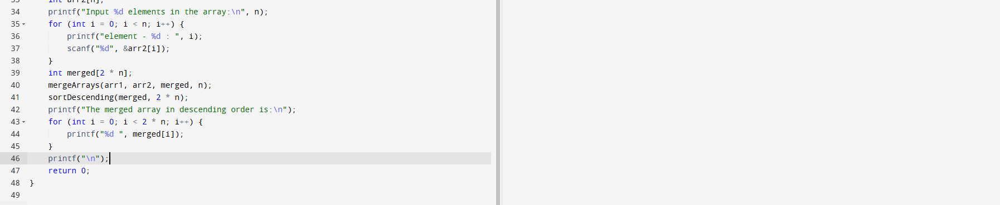 33     int arr2[n];
34     printf("Input %d elements in the array:\n", n);
35     for (int i = 0; i < n; i++) {
36         printf("element - %d : ", i);
37         scanf("%d", &arr2[i]);
38     }
39     int merged[2 * n];
40     mergeArrays(arr1, arr2, merged, n);
41     sortDescending(merged, 2 * n);
42     printf("The merged array in descending order is:\n");
43     for (int i = 0; i < 2 * n; i++) {
44         printf("%d ", merged[i]);
45     }
46     printf("\n");
47     return 0;
48 }
49